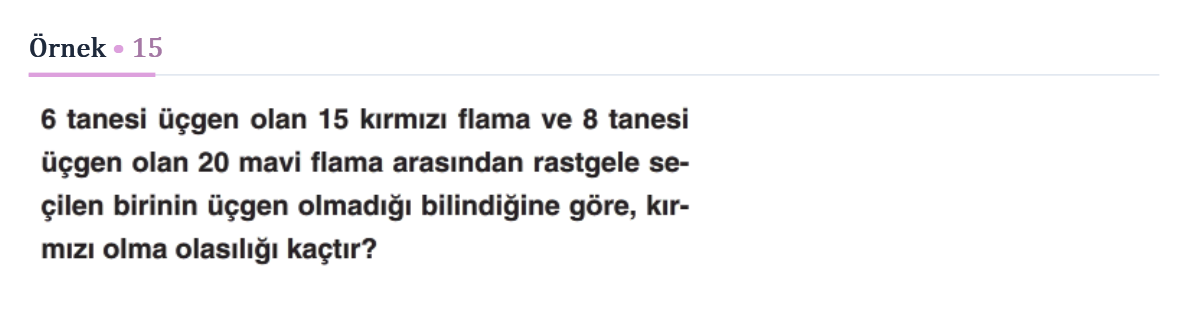 Örnek • 15
6 tanesi üçgen olan 15 kırmızı flama ve 8 tanesi
üçgen olan 20 mavi flama arasından rastgele se-
çilen birinin üçgen olmadığı bilindiğine göre, kır-
mızı olma olasılığı kaçtır?